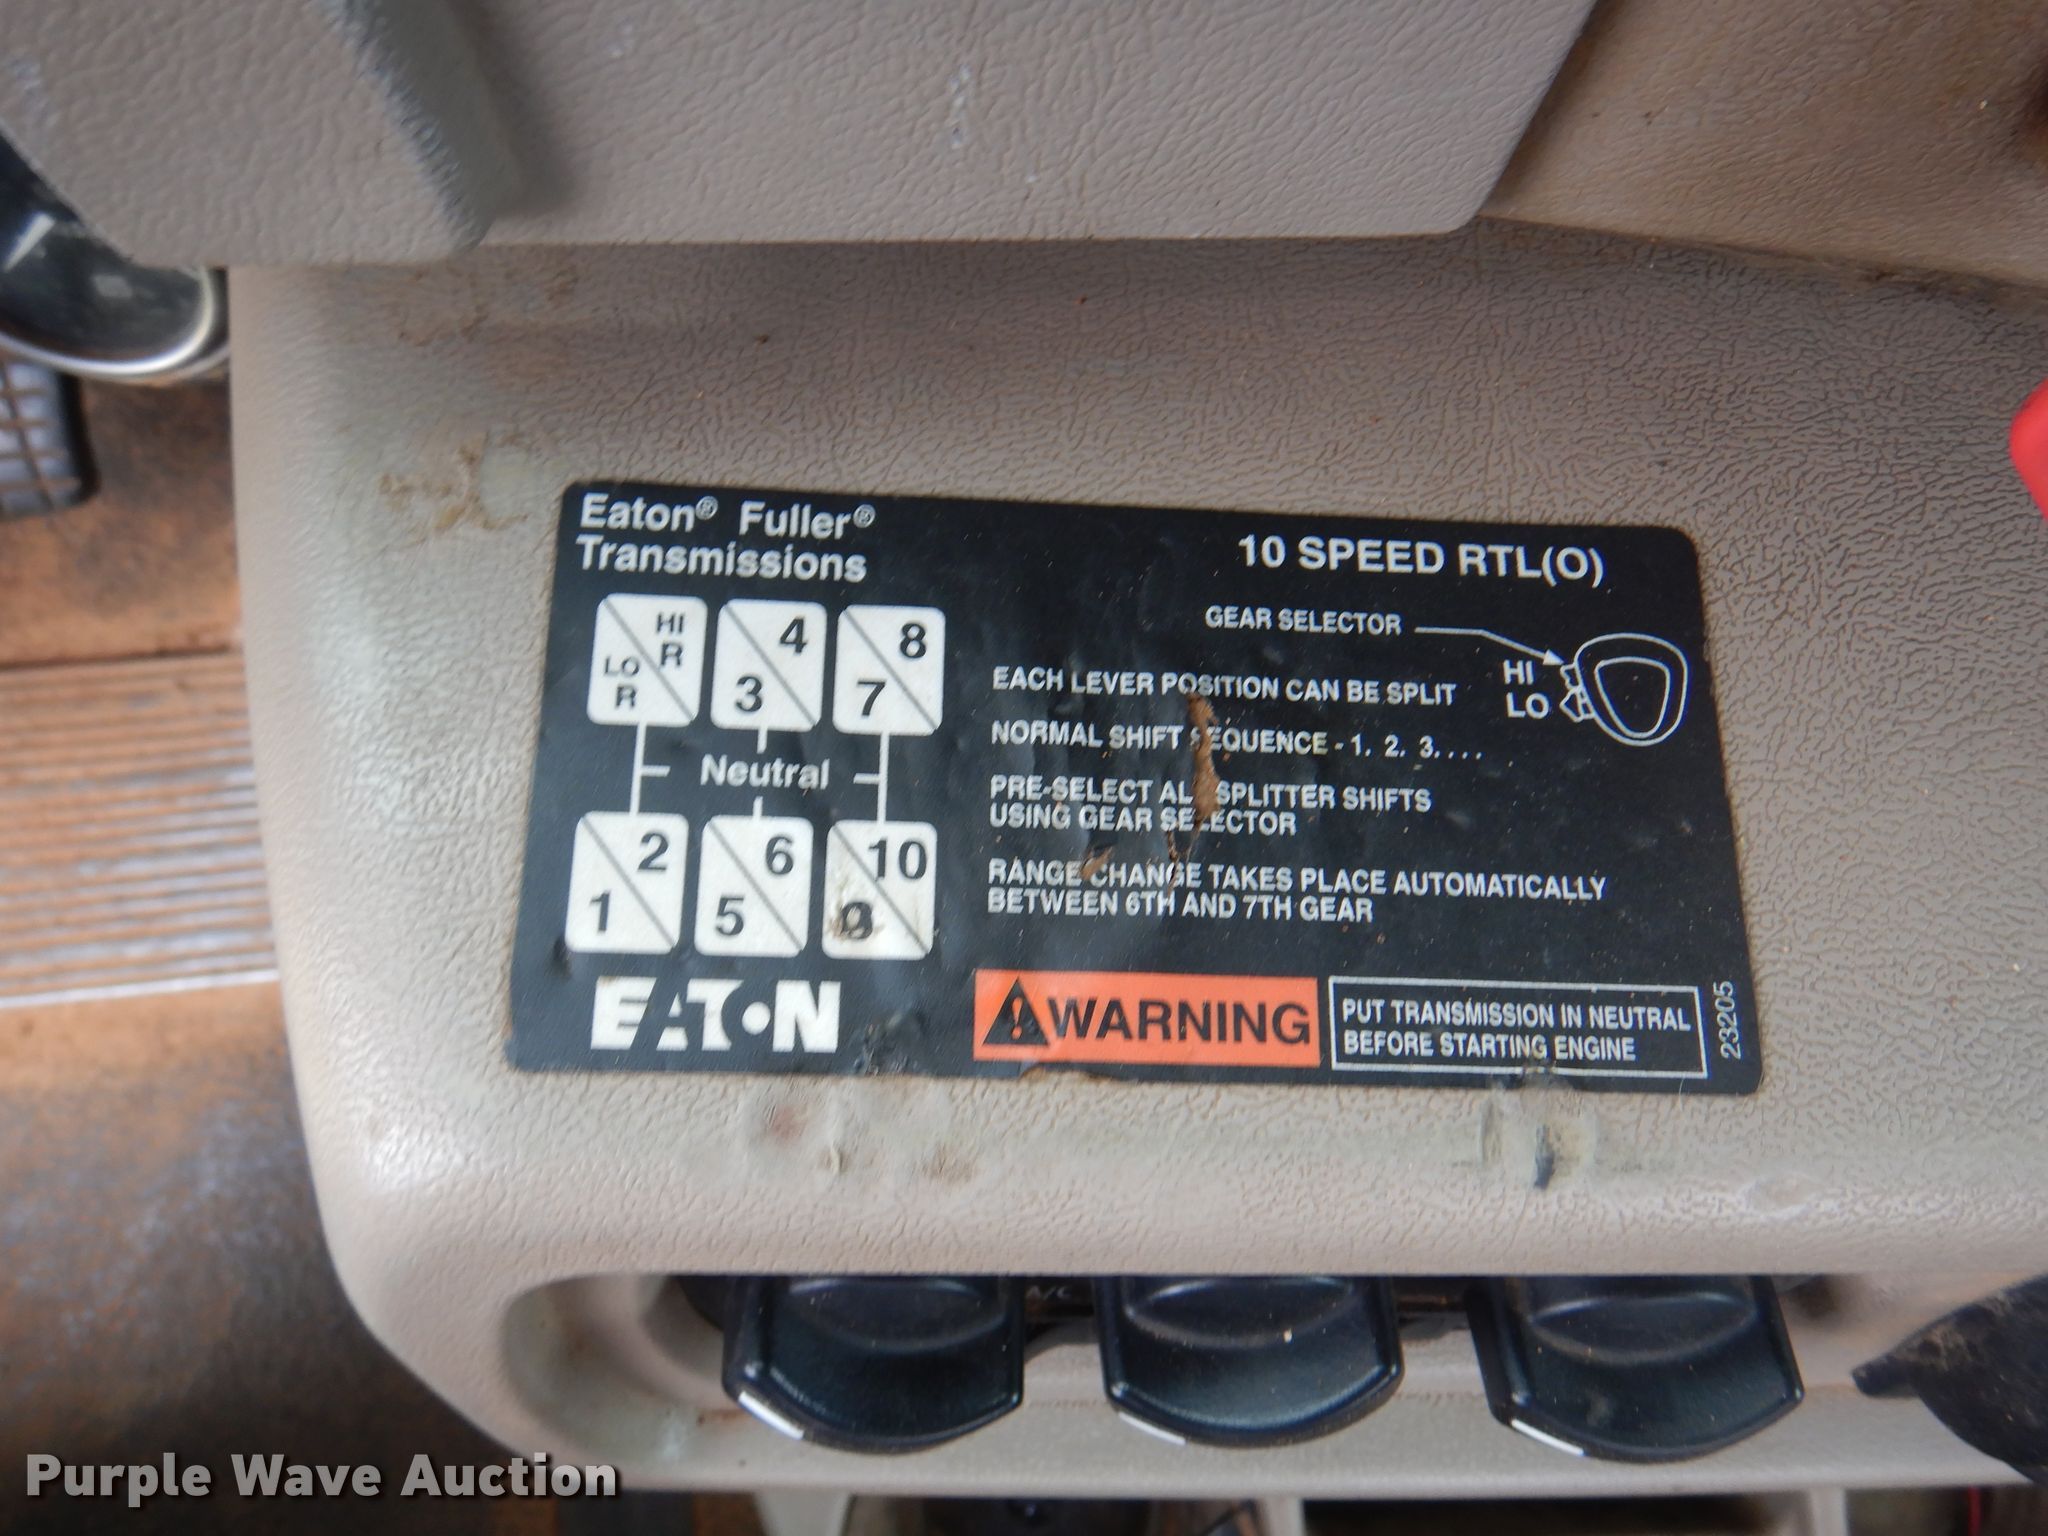 Eaton® Fuller®
Transmissions
10 SPEED RTL(O)
GEAR SELECTOR
HI
LO
HI
R
LO
R
4
3
8
7
Neutral
2
1
6
5
10
9
EACH LEVER POSITION CAN BE SPLIT
NORMAL SHIFT SEQUENCE - 1. 2. 3. . . .
PRE-SELECT ALL SPLITTER SHIFTS
USING GEAR SELECTOR
RANGE CHANGE TAKES PLACE AUTOMATICALLY
BETWEEN 6TH AND 7TH GEAR
EATON
WARNING
PUT TRANSMISSION IN NEUTRAL
BEFORE STARTING ENGINE
23205
A/C
Purple Wave Auction